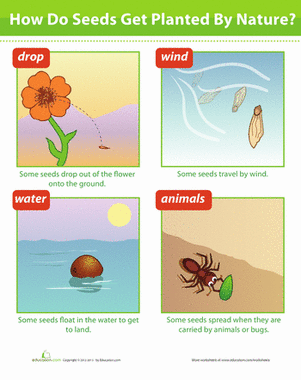 How Do Seeds Get Planted By Nature?
drop
wind
Some seeds drop out of the flower
onto the ground.
Some seeds travel by wind.
water
animals
Some seeds float in the water to get
to land.
Some seeds spread when they are
carried by animals or bugs.